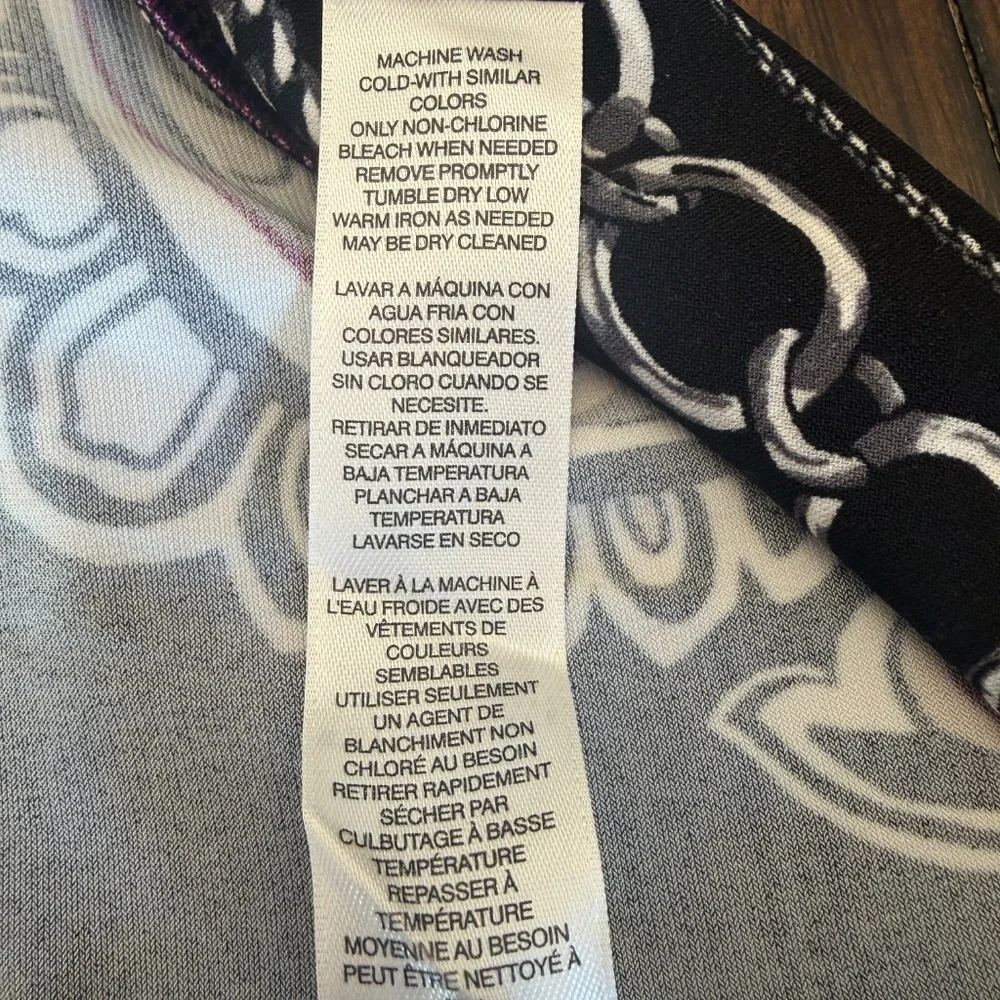 MACHINE WASH
COLD-WITH SIMILAR
COLORS
ONLY NON-CHLORINE
BLEACH WHEN NEEDED
REMOVE PROMPTLY
TUMBLE DRY LOW
WARM IRON AS NEEDED
MAY BE DRY CLEANED
LAVAR A MÁQUINA CON
AGUA FRIA CON
COLORES SIMILARES.
USAR BLANQUEADOR
SIN CLORO CUANDO SE
NECESITE.
RETIRAR DE INMEDIATO
SECAR A MÁQUINA A
BAJA TEMPERATURA
PLANCHAR A BAJA
TEMPERATURA
LAVARSE EN SECO
LAVER À LA MACHINE À
L'EAU FROIDE AVEC DES
VÊTEMENTS DE
COULEURS
SEMBLABLES
UTILISER SEULEMENT
UN AGENT DE
BLANCHIMENT NON
CHLORÉ AU BESOIN
RETIRER RAPIDEMENT
SÉCHER PAR
CULBUTAGE À BASSE
TEMPÉRATURE
REPASSER À
TEMPÉRATURE
MOYENNE AU BESOIN
PEUT ÊTRE NETTOYÉ À